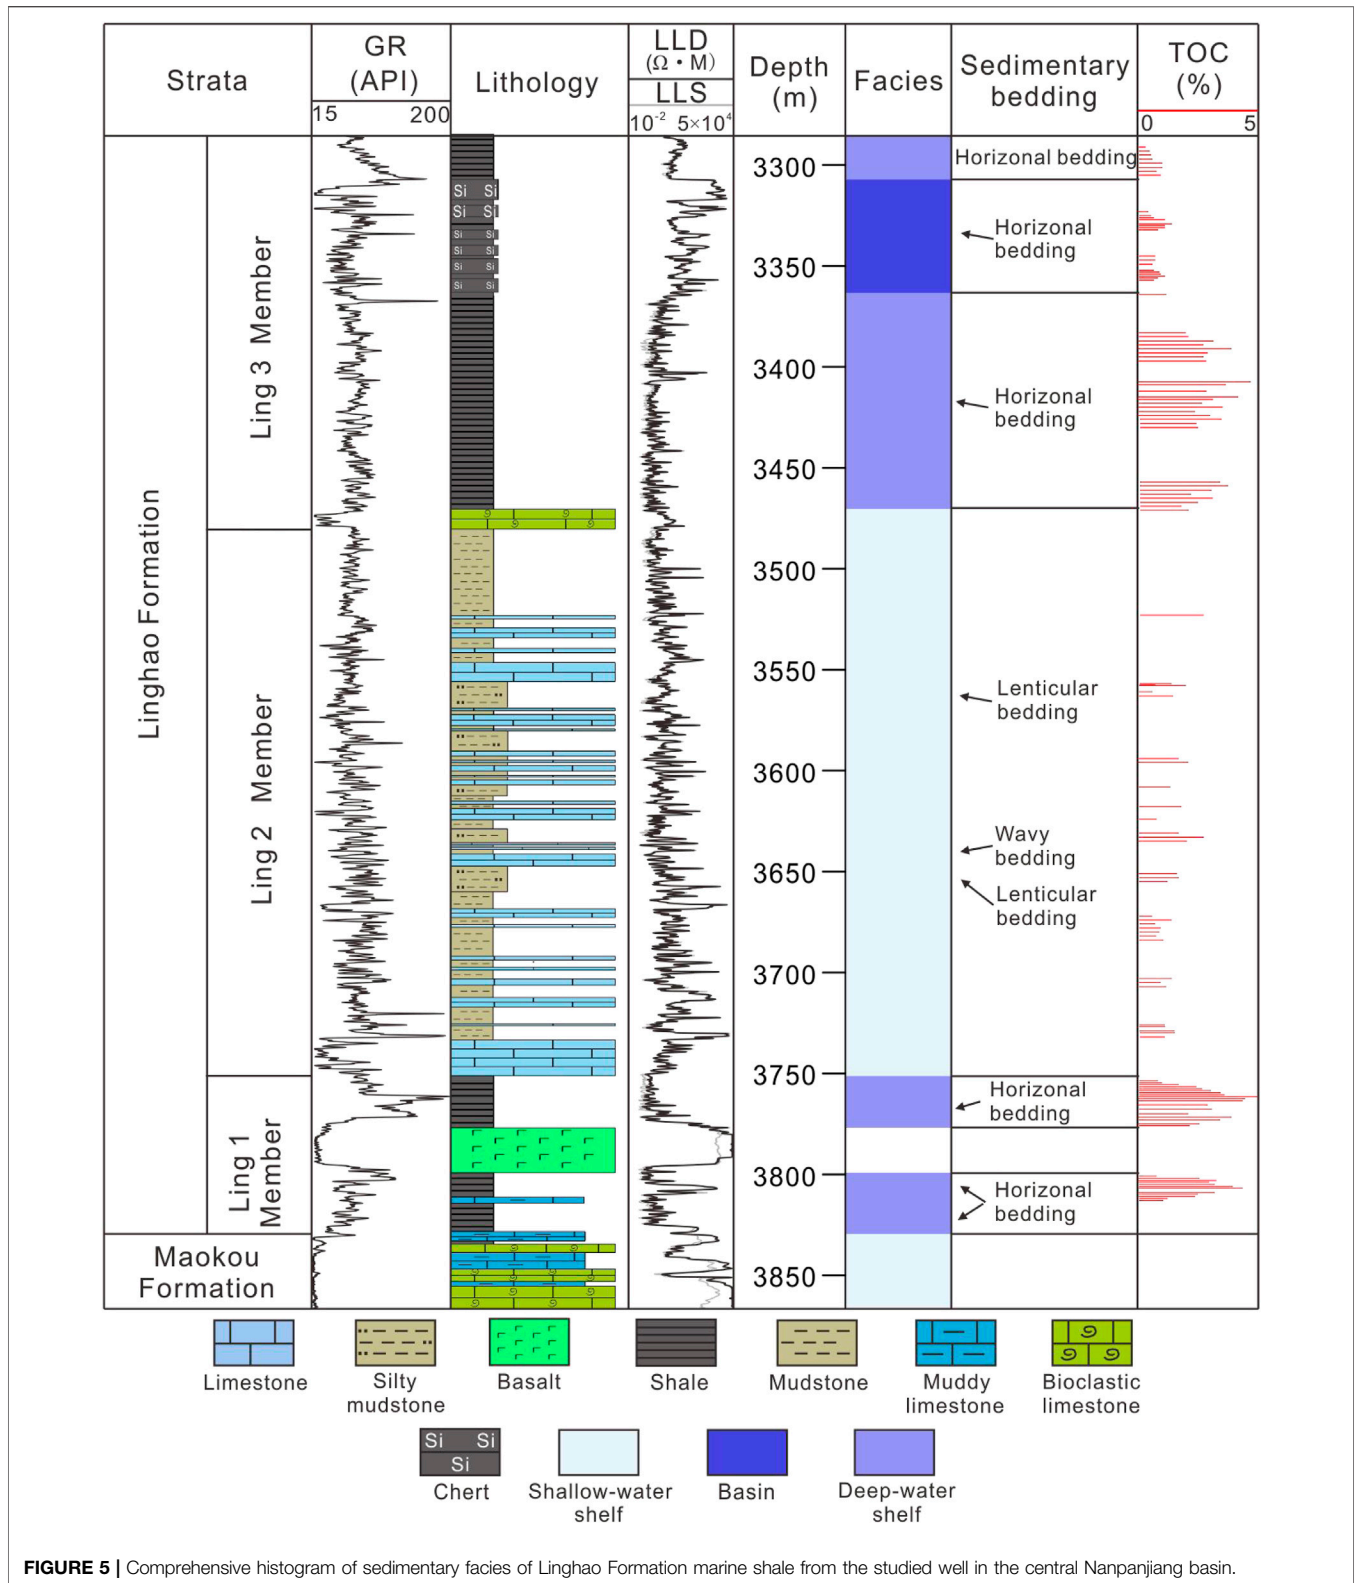 Strata
GR
(API)
15 200
Lithology
LLD
(Ω·M)
LLS
10-2 5×104
Depth
(m)
Facies
Sedimentary
bedding
TOC
(%)
0 5
Linghao Formation
Ling 3 Member
Ling 2 Member
Ling 1
Member
Maokou
Formation
Si Si
Si Si
Si Si
Si Si
Si Si
Si Si
3300
3350
3400
3450
3500
3550
3600
3650
3700
3750
3800
3850
Horizonal bedding
Horizonal
bedding
Horizonal
bedding
Lenticular
bedding
Wavy
bedding
Lenticular
bedding
Horizonal
bedding
Horizonal
bedding
Limestone
Silty
mudstone
Basalt
Shale
Mudstone
Muddy
limestone
Bioclastic
limestone
Si Si
Si
Chert
Shallow-water
shelf
Basin
Deep-water
shelf
FIGURE 5 | Comprehensive histogram of sedimentary facies of Linghao Formation marine shale from the studied well in the central Nanpanjiang basin.